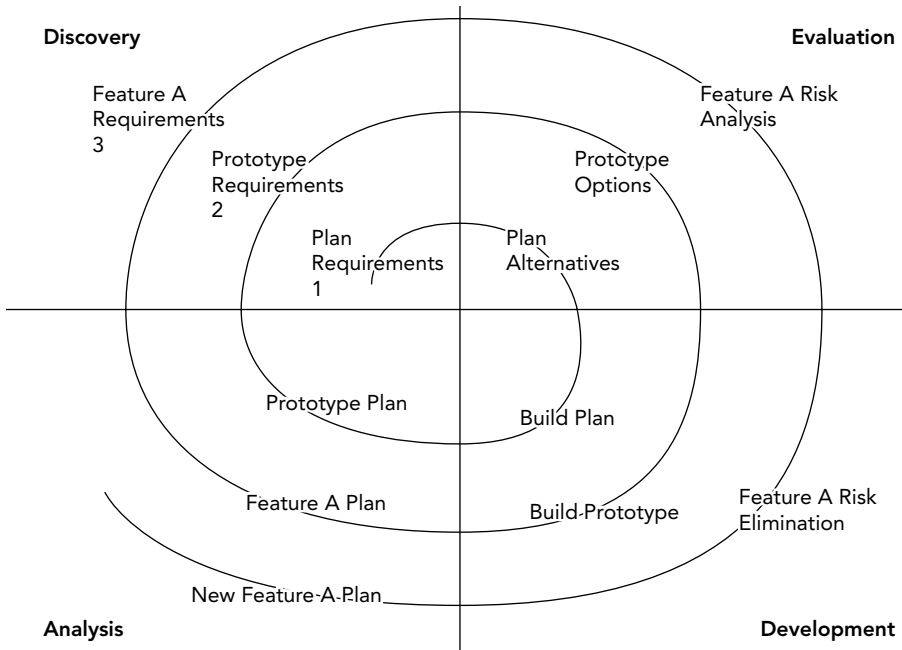 Discovery
Evaluation
Feature A
Requirements
3
Feature A Risk
Analysis
Prototype
Requirements
2
Prototype
Options
Plan
Requirements
1
Plan
Alternatives
Prototype Plan
Build Plan
Feature A Plan
Build Prototype
Feature A Risk
Elimination
New Feature A Plan
Analysis
Development